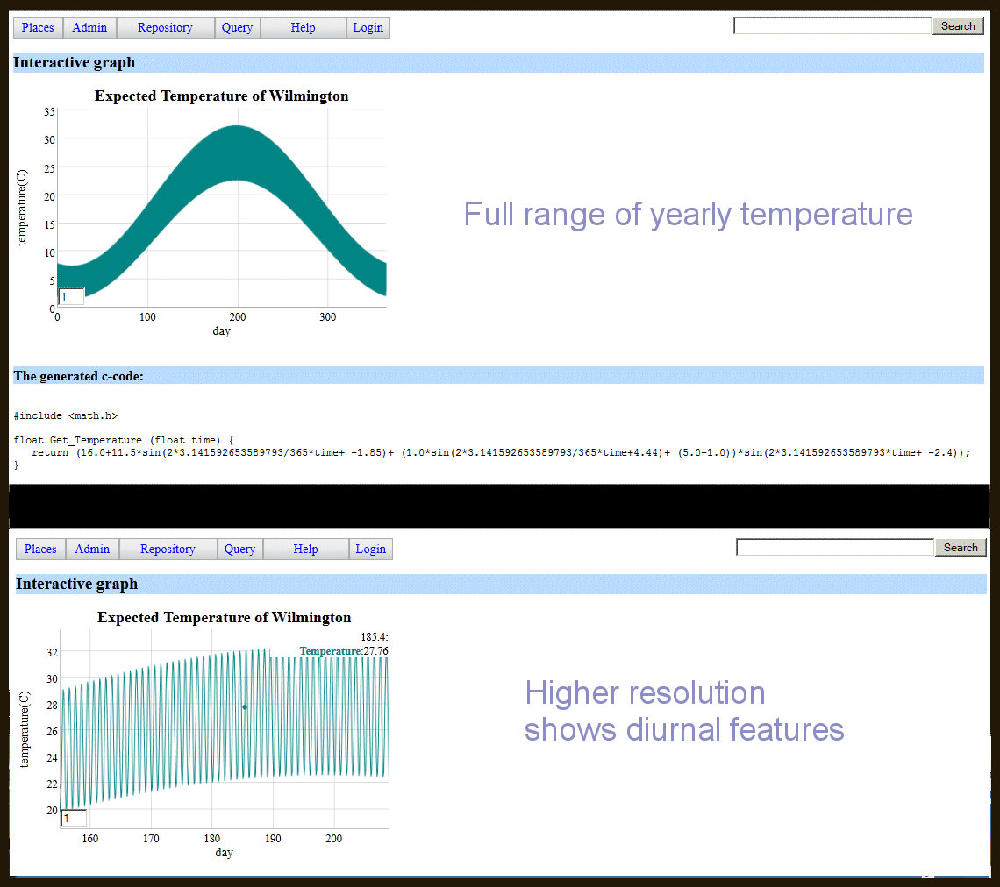 Places Admin Repository Query Help Login Search
Interactive graph
Expected Temperature of Wilmington
35
30
25
20
15
10
5
0
temperature(C)
1
0 100 200 300
day
Full range of yearly temperature
The generated c-code:
#include <math.h>
float Get_Temperature (float time) {
return (16.0+11.5*sin(2*3.141592653589793/365*time+ -1.85)+ (1.0*sin(2*3.141592653589793/365*time+4.44)+ (5.0-1.0))*sin(2*3.141592653589793*time+ -2.4));
}
Places Admin Repository Query Help Login Search
Interactive graph
Expected Temperature of Wilmington
185.4:
Temperature:27.76
32
30
28
26
24
22
20
temperature(C)
1
160 170 180 190 200
day
Higher resolution
shows diurnal features